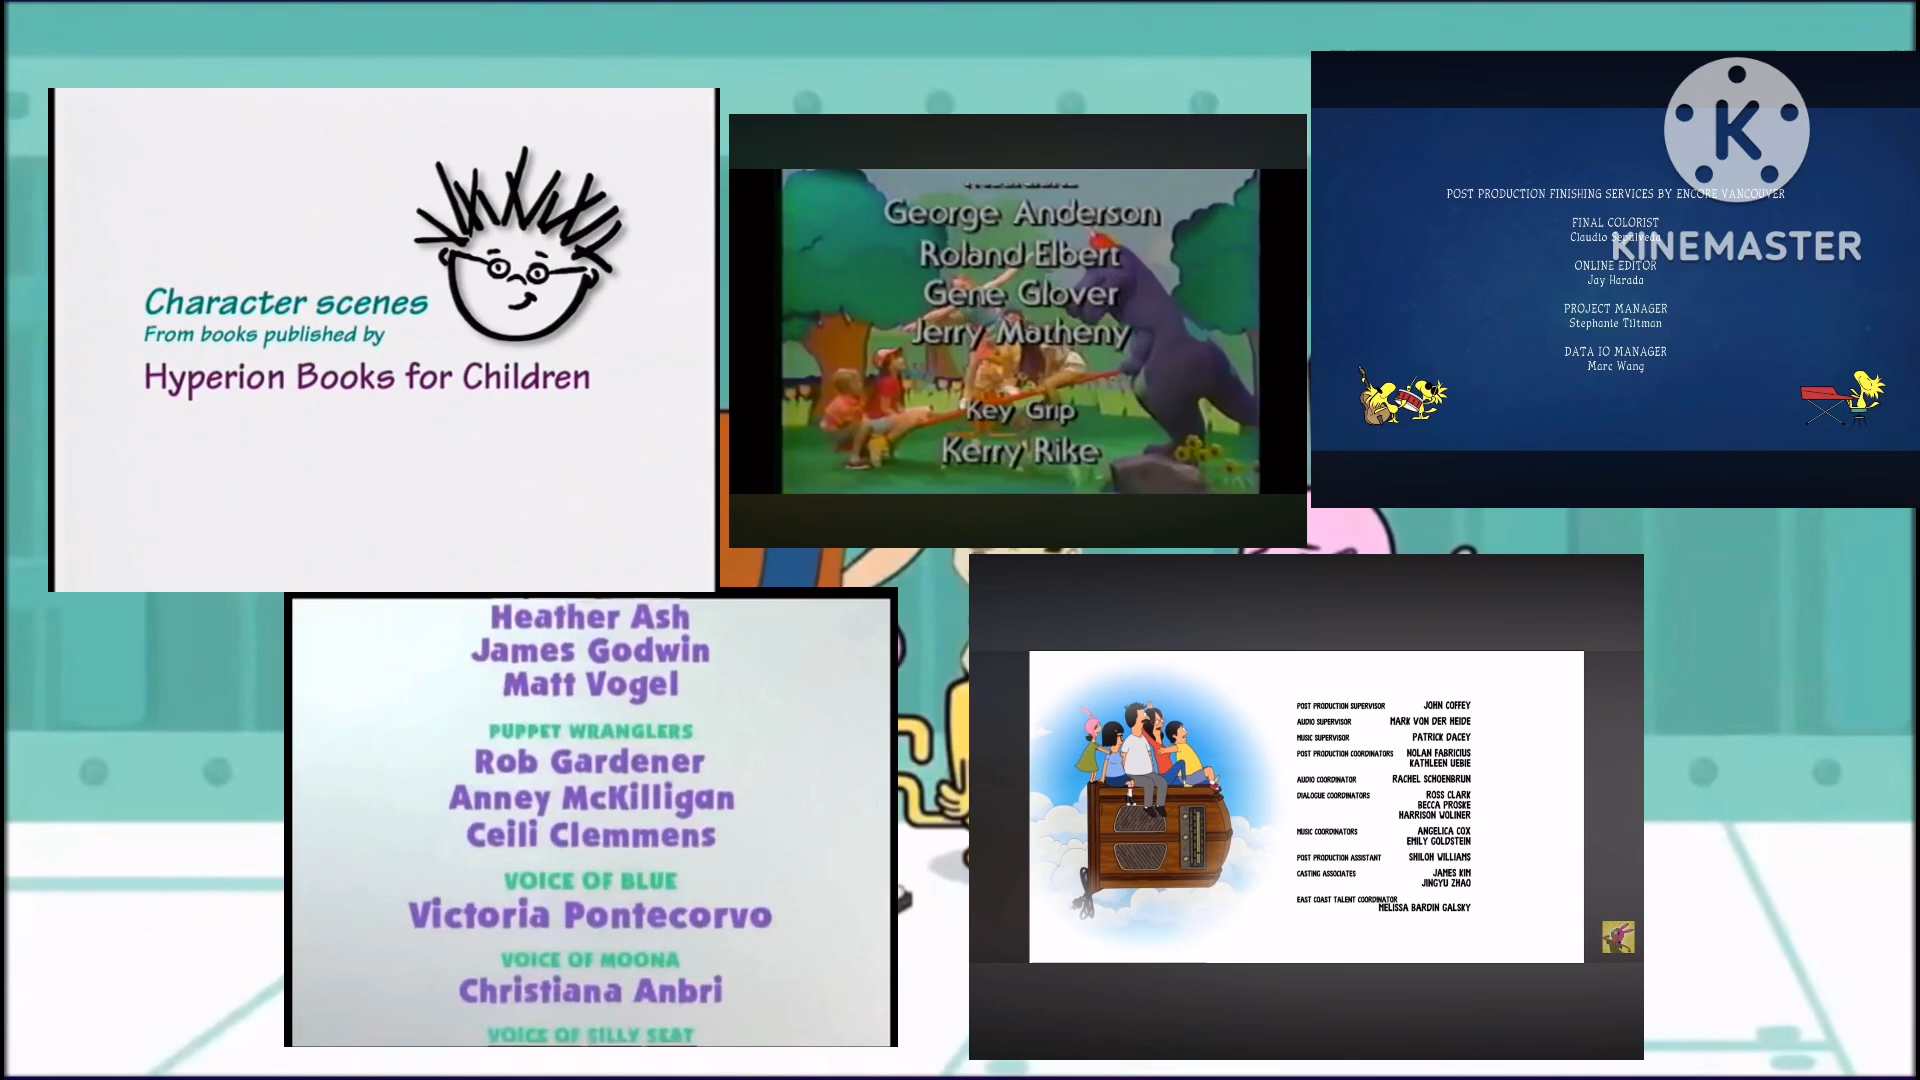 Character scenes
From books published by
Hyperion Books for Children
George Anderson
Roland Elbert
Gene Glover
Jerry Matheny
Key Grip
Kerry Rike
K
KINEMASTER
POST PRODUCTION FINISHING SERVICES BY ENCORE VANCOUVER
FINAL COLORIST
Claudio Sepulveda
ONLINE EDITOR
Jay Harada
PROJECT MANAGER
Stephanie Tiltman
DATA IO MANAGER
Marc Wang
Heather Ash
James Godwin
Matt Vogel
PUPPET WRANGLERS
Rob Gardener
Anney McKilligan
Ceili Clemmens
VOICE OF BLUE
Victoria Pontecorvo
VOICE OF MOONA
Christiana Anbri
VOICE OF SILLY SEAT
POST PRODUCTION SUPERVISOR JOHN COFFEY
AUDIO SUPERVISOR MARK VON DER HEIDE
MUSIC SUPERVISOR PATRICK DACEY
POST PRODUCTION COORDINATORS NOLAN FABRICIUS
KATHLEEN UEBIE
AUDIO COORDINATOR RACHEL SCHOENBRUN
DIALOGUE COORDINATORS ROSS CLARK
BECCA PROSKE
HARRISON WOLINER
MUSIC COORDINATORS ANGELICA COX
EMILY GOLDSTEIN
POST PRODUCTION ASSISTANT SHILOH WILLIAMS
CASTING ASSOCIATES JAMES KIM
JINGYU ZHAO
EAST COAST TALENT COORDINATOR
MELISSA BARDIN GALSKY